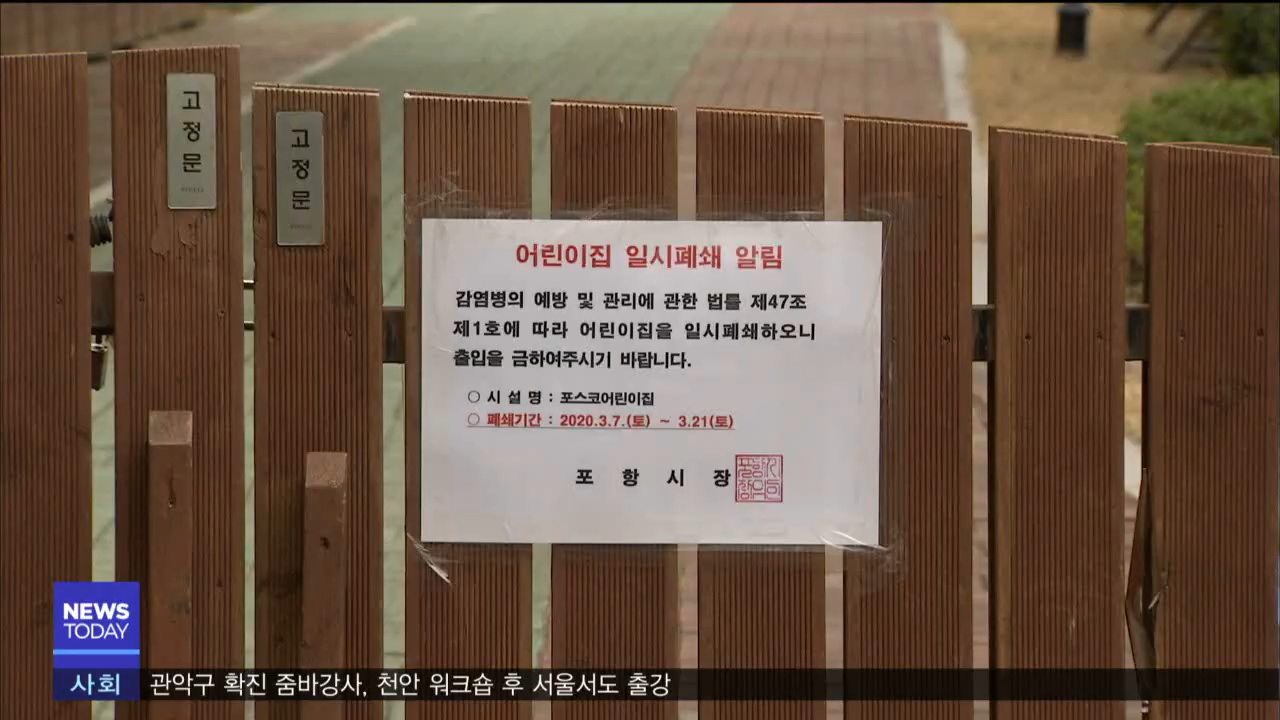 고정문
고정문
어린이집 일시폐쇄 알림
감염병의 예방 및 관리에 관한 법률 제47조
제1호에 따라 어린이집을 일시폐쇄하오니
출입을 금하여주시기 바랍니다.
○ 시 설 명 : 포스코어린이집
○ 폐쇄기간 : 2020.3.7.(토) ~ 3.21(토)
포 항 시 장
NEWS
TODAY
사회 관악구 확진 줌바강사, 천안 워크숍 후 서울서도 출강